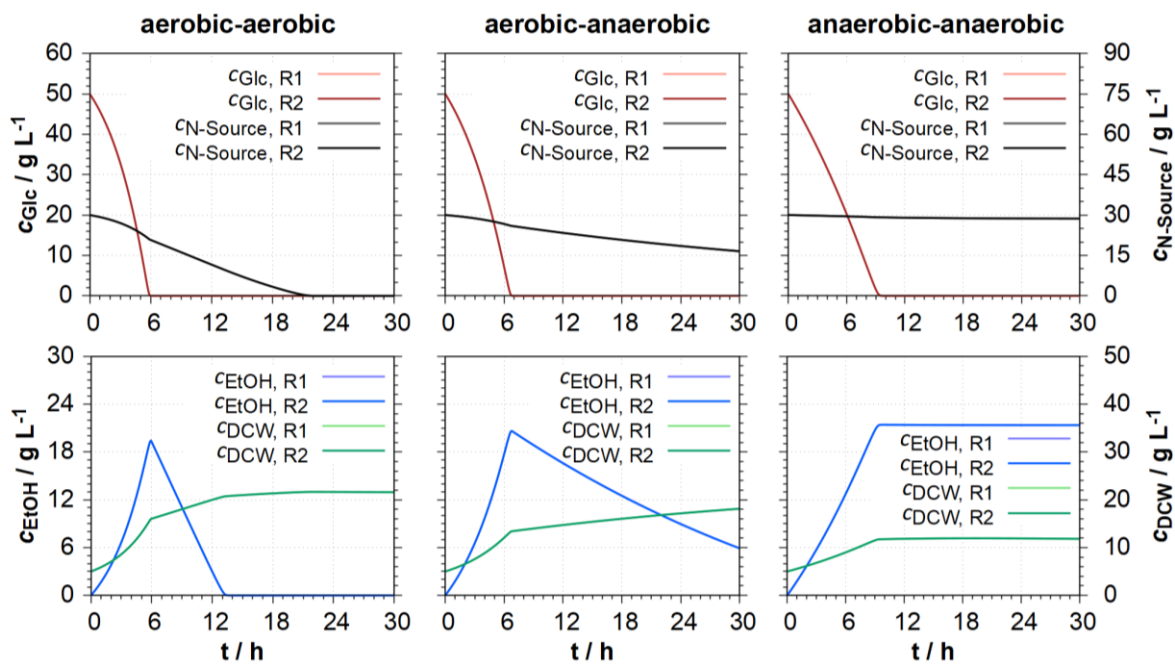 aerobic-aerobic aerobic-anaerobic anaerobic-anaerobic
60 50 40 30 20 10 0
cGlc / g L-1
cGlc, R1
cGlc, R2
cN-Source, R1
cN-Source, R2
0 6 12 18 24 30
cGlc, R1
cGlc, R2
cN-Source, R1
cN-Source, R2
0 6 12 18 24 30
cGlc, R1
cGlc, R2
cN-Source, R1
cN-Source, R2
0 6 12 18 24 30
90 75 60 45 30 15 0
cN-Source / g L-1
30 24 18 12 6 0
cEtOH / g L-1
cEtOH, R1
cEtOH, R2
cDCW, R1
cDCW, R2
0 6 12 18 24 30
t / h
cEtOH, R1
cEtOH, R2
cDCW, R1
cDCW, R2
0 6 12 18 24 30
t / h
cEtOH, R1
cEtOH, R2
cDCW, R1
cDCW, R2
0 6 12 18 24 30
t / h
50 40 30 20 10 0
cDCW / g L-1